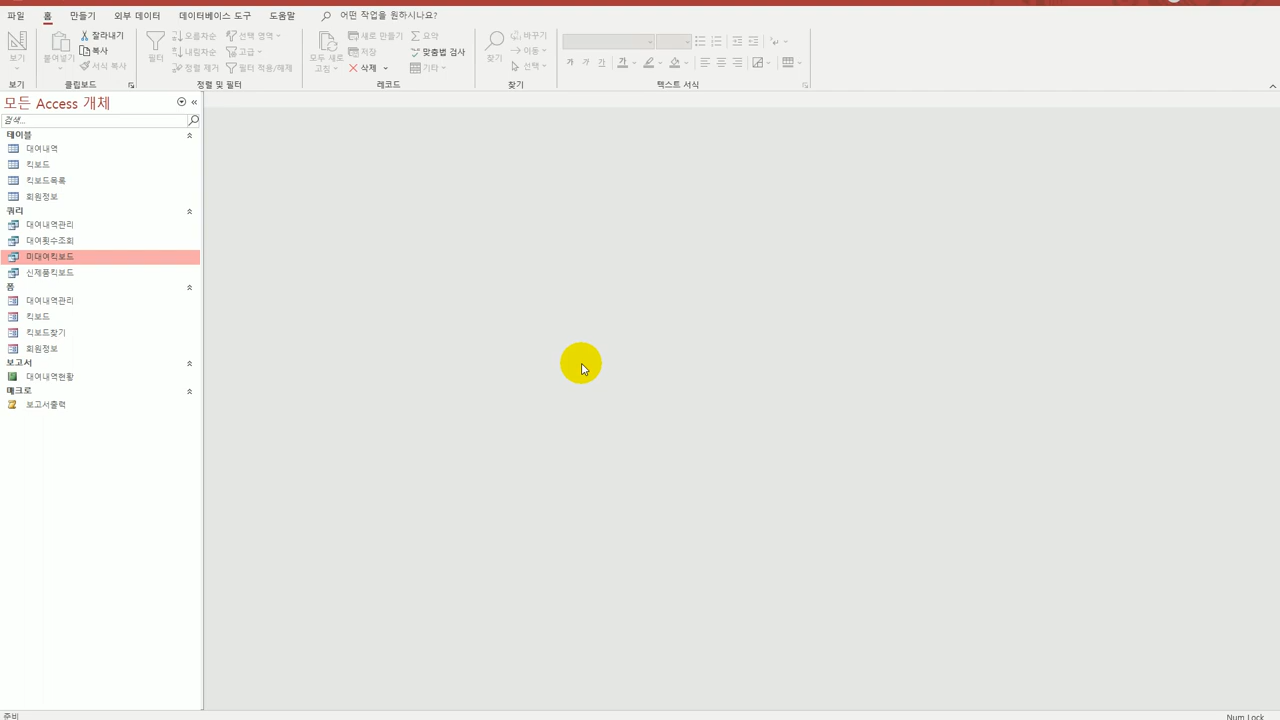 파일 홈 만들기 외부 데이터 데이터베이스 도구 도움말 어떤 작업을 원하시나요?
보기
보기
붙여넣기
잘라내기
복사
서식 복사
클립보드
필터
오름차순
내림차순
정렬 제거
선택 영역
고급
필터 적용/해제
정렬 및 필터
모두 새로 고침
새로 만들기
저장
삭제
요약
맞춤법 검사
기타
레코드
찾기
바꾸기
이동
선택
찾기
가 가 가 가
텍스트 서식
모든 Access 개체
검색...
테이블
대여내역
킥보드
킥보드목록
회원정보
쿼리
대여내역관리
대여횟수조회
미대여킥보드
신제품킥보드
폼
대여내역관리
킥보드
킥보드찾기
회원정보
보고서
대여내역현황
매크로
보고서출력
준비
Num Lock